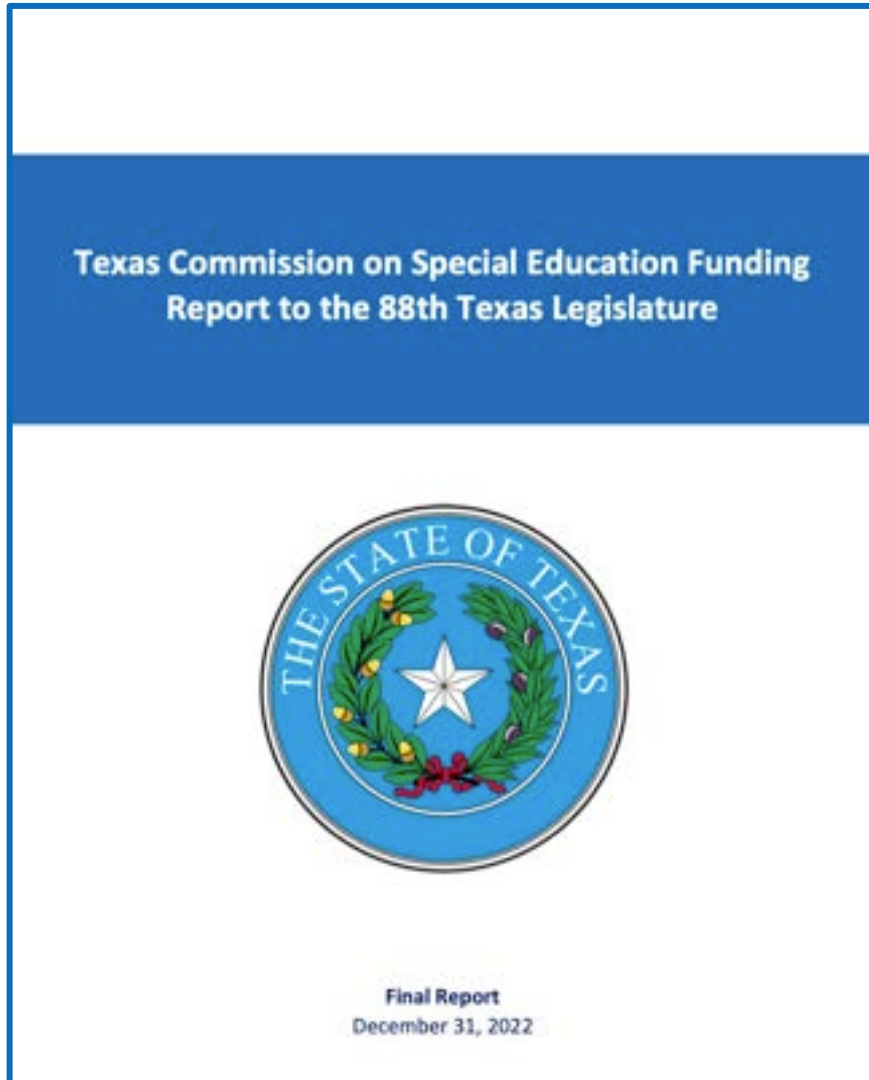 Texas Commission on Special Education Funding
Report to the 88th Texas Legislature
THE STATE OF TEXAS
Final Report
December 31, 2022